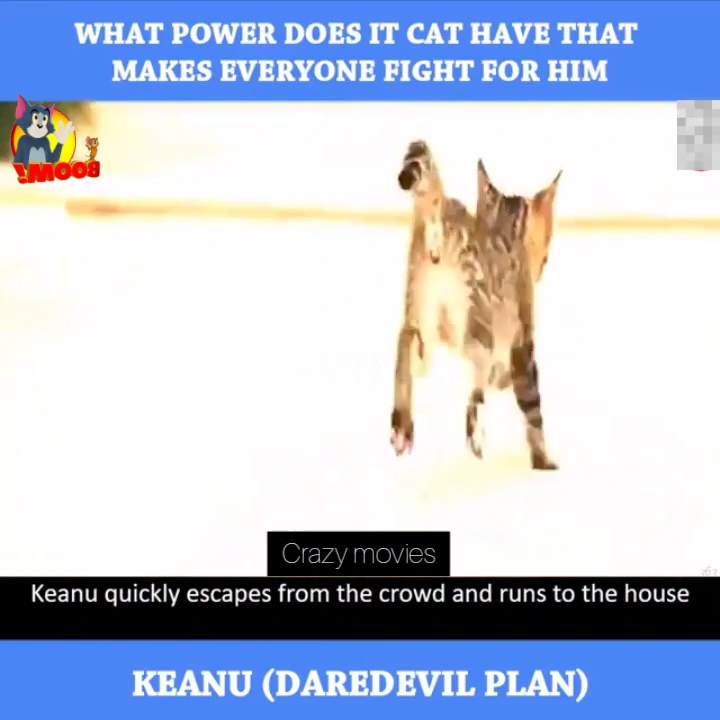 WHAT POWER DOES IT CAT HAVE THAT
MAKES EVERYONE FIGHT FOR HIM
BOOW!
Crazy movies
Keanu quickly escapes from the crowd and runs to the house
KEANU (DAREDEVIL PLAN)